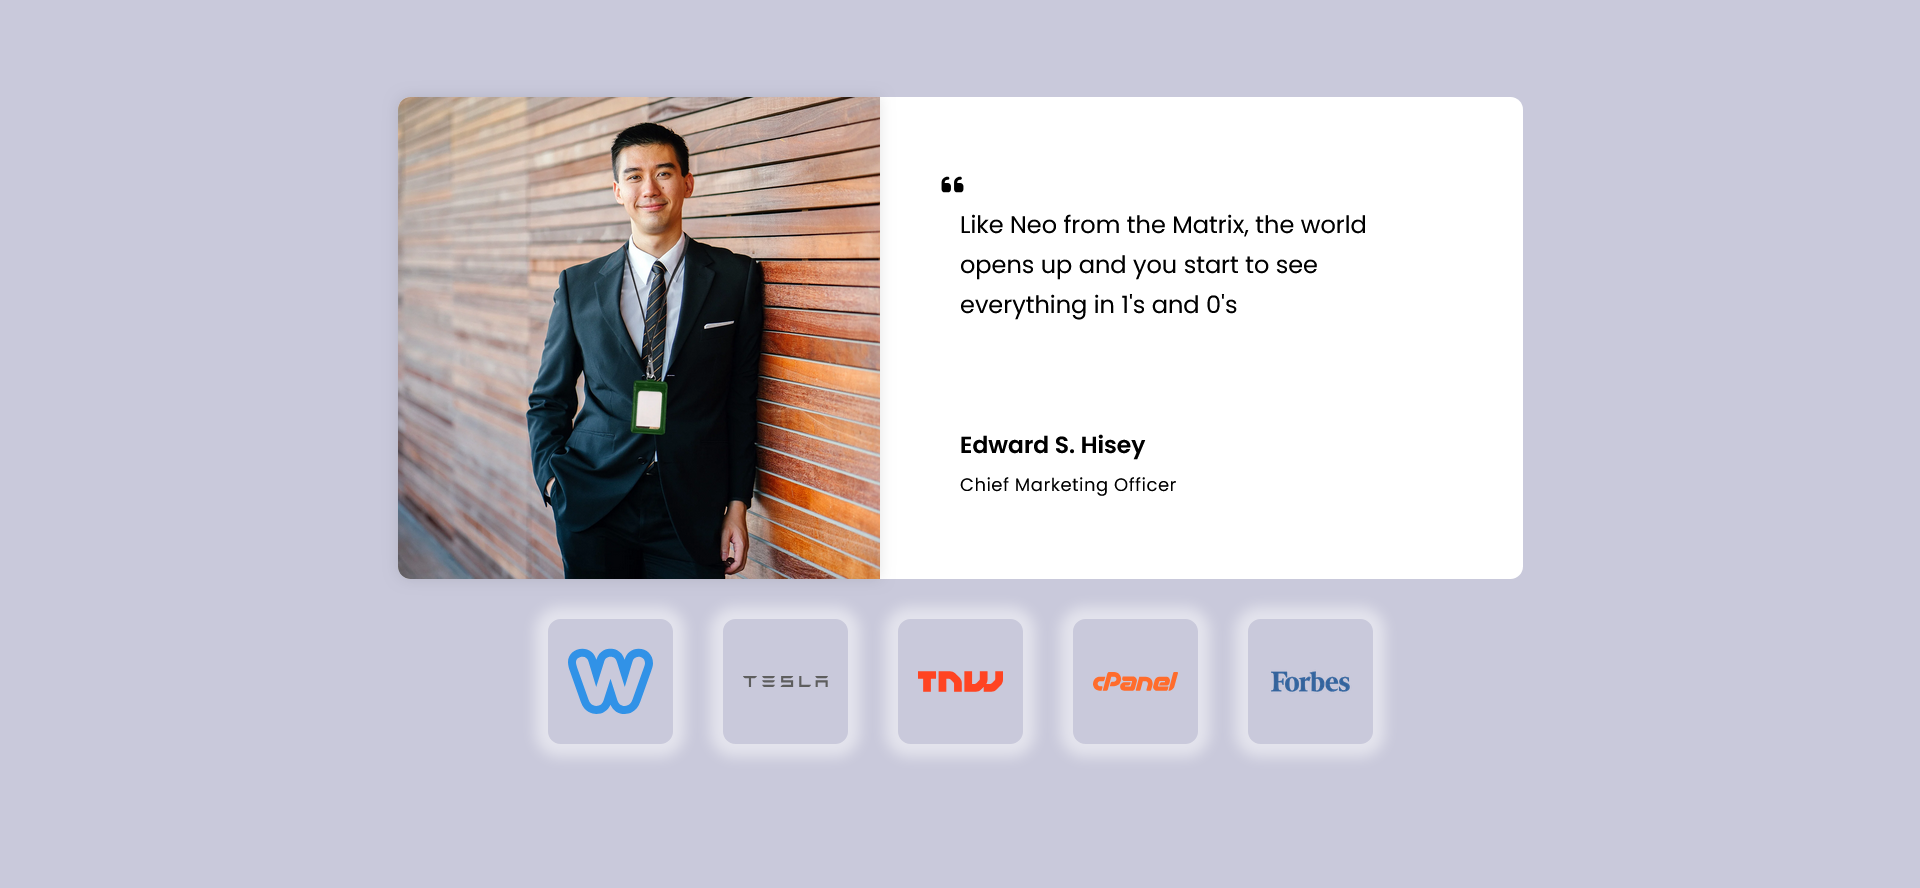 Like Neo from the Matrix, the world
opens up and you start to see
everything in 1's and 0's
Edward S. Hisey
Chief Marketing Officer
W
TESLA
TNW
cPanel
Forbes